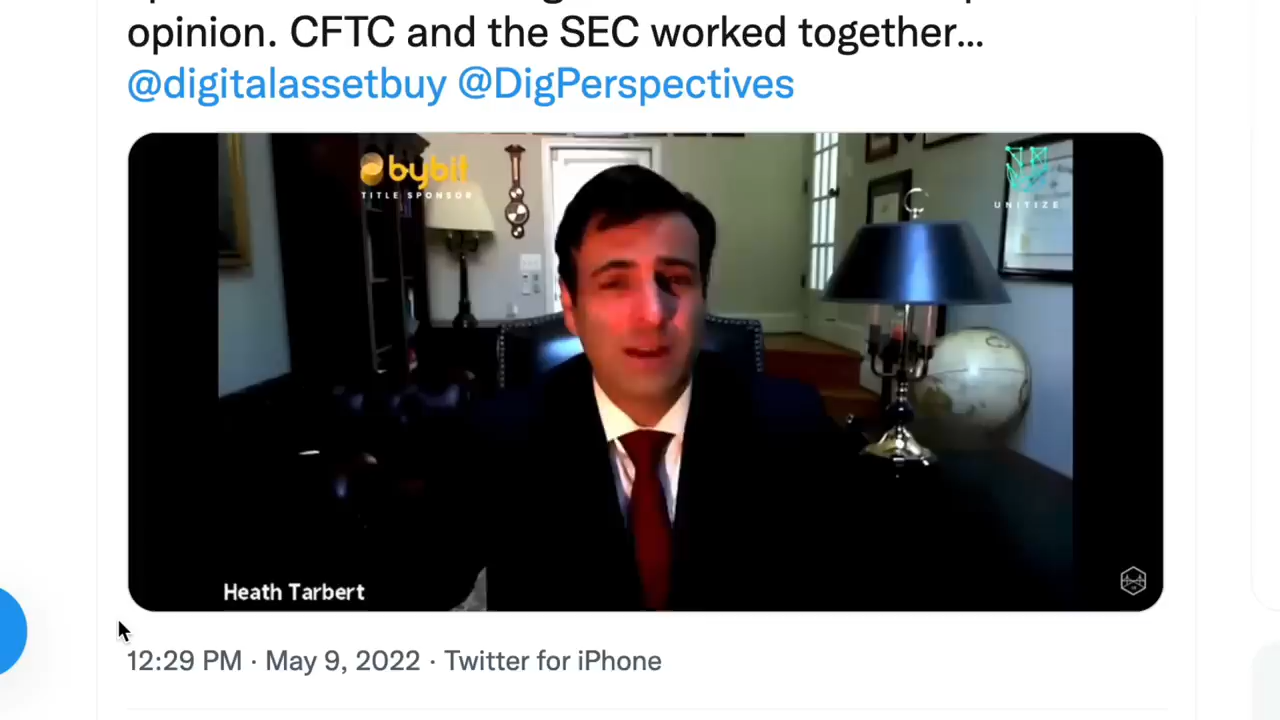 opinion. CFTC and the SEC worked together...
@digitalassetbuy @DigPerspectives
bybit
TITLE SPONSOR
UNITIZE
Heath Tarbert
12:29 PM · May 9, 2022 · Twitter for iPhone